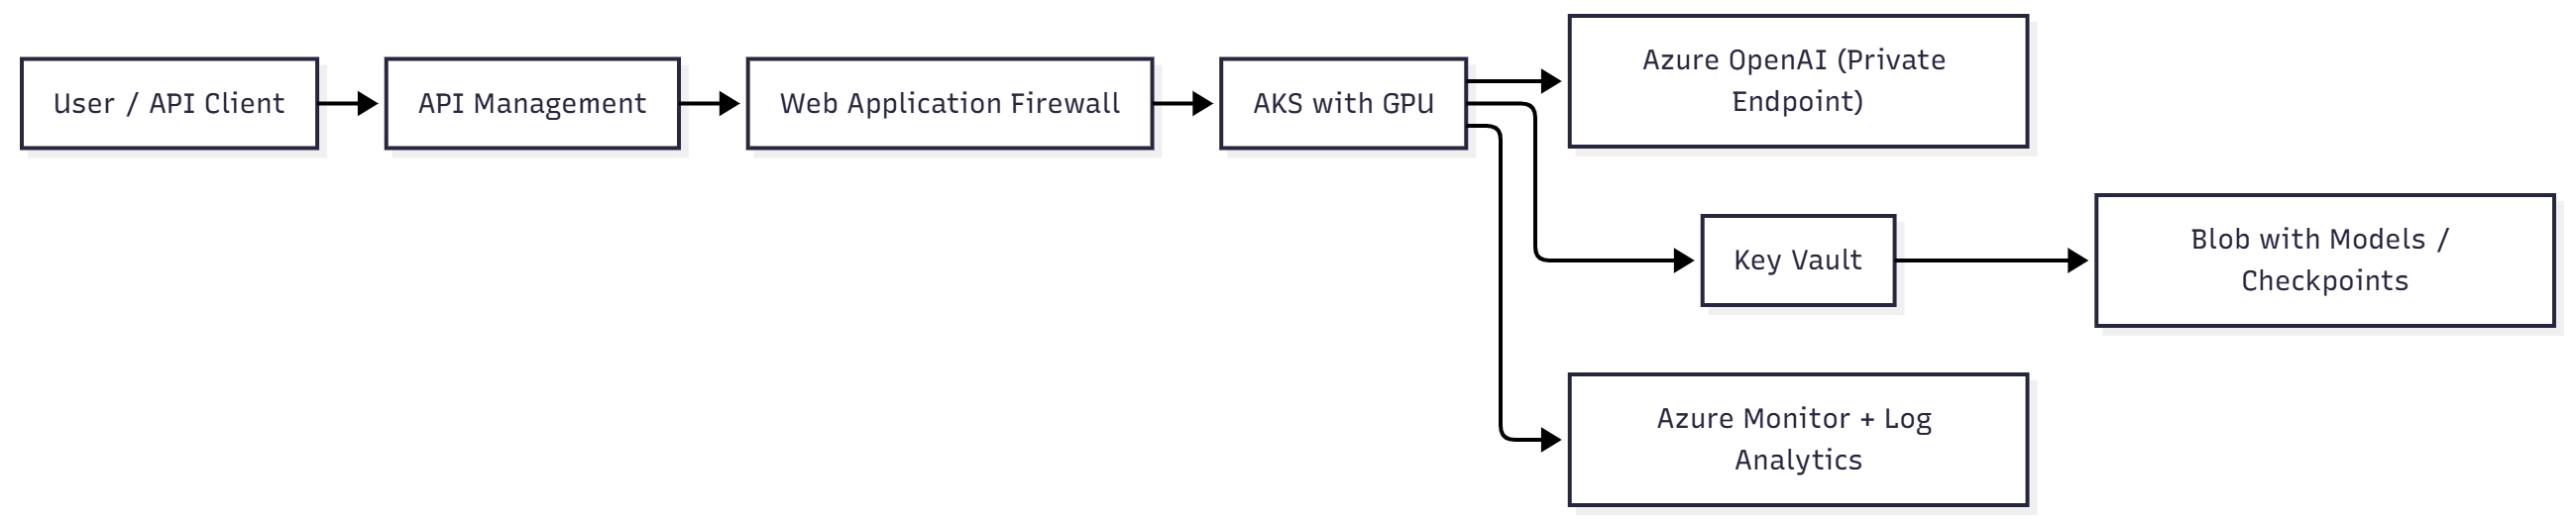 User / API Client
API Management
Web Application Firewall
AKS with GPU
Azure OpenAI (Private
Endpoint)
Key Vault
Blob with Models /
Checkpoints
Azure Monitor + Log
Analytics